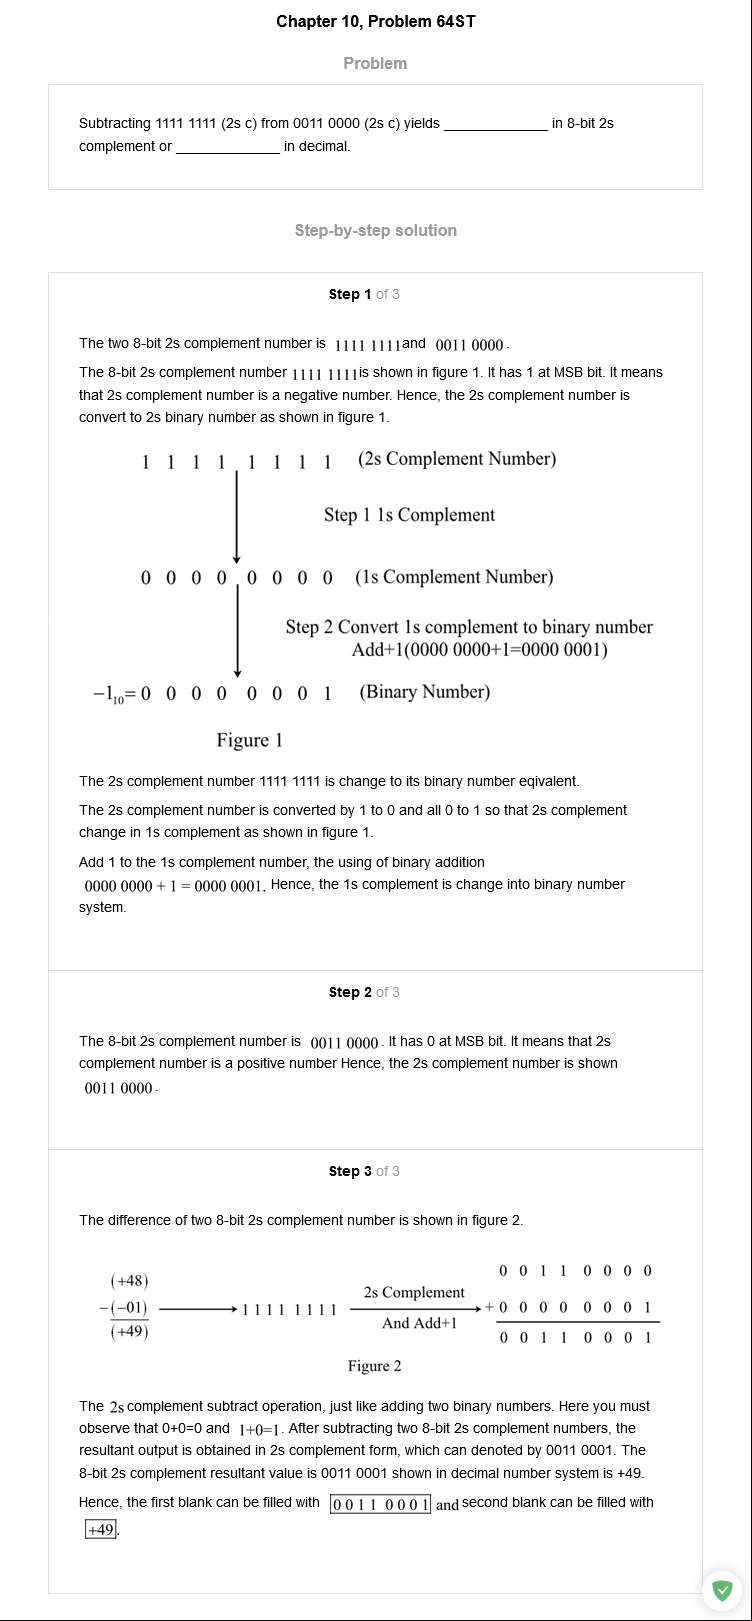 Chapter 10, Problem 64ST
Problem
Subtracting 1111 1111 (2s c) from 0011 0000 (2s c) yields ______________ in 8-bit 2s
complement or ______________ in decimal.
Step-by-step solution
Step 1 of 3
The two 8-bit 2s complement number is 1111 1111and 0011 0000.
The 8-bit 2s complement number 1111 1111is shown in figure 1. It has 1 at MSB bit. It means
that 2s complement number is a negative number. Hence, the 2s complement number is
convert to 2s binary number as shown in figure 1.
1 1 1 1 1 1 1 1 (2s Complement Number)
Step 1 1s Complement
0 0 0 0 0 0 0 0 (1s Complement Number)
Step 2 Convert 1s complement to binary number
Add+1(0000 0000+1=0000 0001)
−1₁₀= 0 0 0 0 0 0 0 1 (Binary Number)
Figure 1
The 2s complement number 1111 1111 is change to its binary number eqivalent.
The 2s complement number is converted by 1 to 0 and all 0 to 1 so that 2s complement
change in 1s complement as shown in figure 1.
Add 1 to the 1s complement number, the using of binary addition
0000 0000 + 1 = 0000 0001. Hence, the 1s complement is change into binary number
system.
Step 2 of 3
The 8-bit 2s complement number is 0011 0000. It has 0 at MSB bit. It means that 2s
complement number is a positive number Hence, the 2s complement number is shown
0011 0000.
Step 3 of 3
The difference of two 8-bit 2s complement number is shown in figure 2.
0 0 1 1 0 0 0 0
(+48)
2s Complement
−(−01) 1 1 1 1 1 1 1 1 +0 0 0 0 0 0 0 1
And Add+1
(+49) 0 0 1 1 0 0 0 1
Figure 2
The 2s complement subtract operation, just like adding two binary numbers. Here you must
observe that 0+0=0 and 1+0=1. After subtracting two 8-bit 2s complement numbers, the
resultant output is obtained in 2s complement form, which can denoted by 0011 0001. The
8-bit 2s complement resultant value is 0011 0001 shown in decimal number system is +49.
Hence, the first blank can be filled with 0 0 1 1 0 0 0 1 and second blank can be filled with
+49.